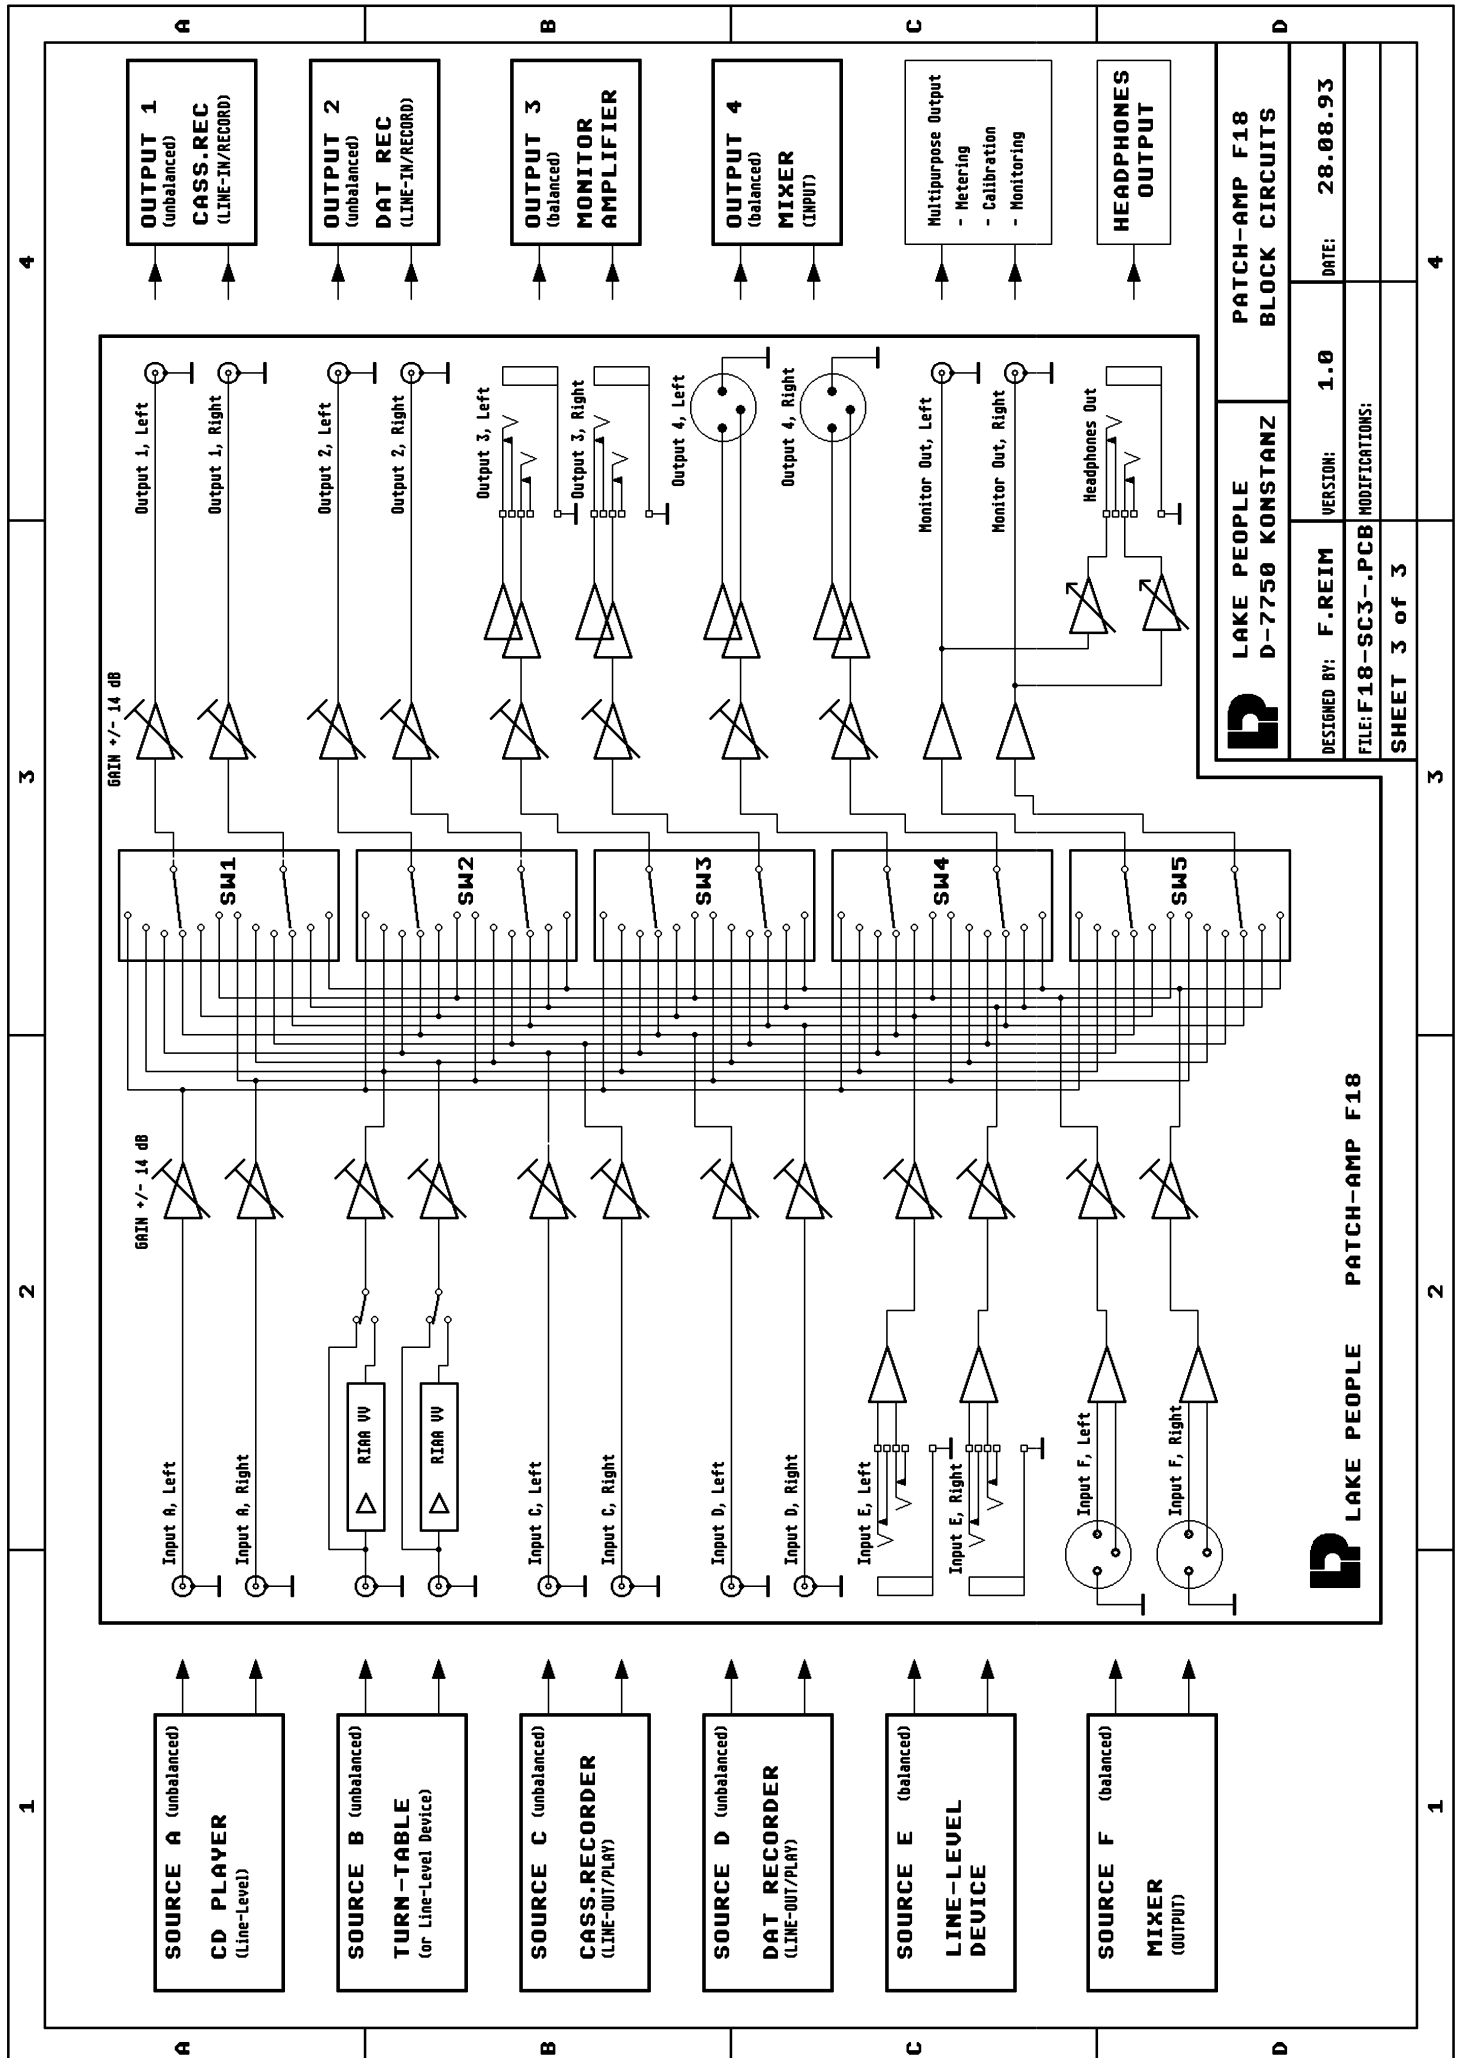 A
B
C
D
1
2
3
4
SOURCE A (unbalanced)
CD PLAYER
(Line-Level)
SOURCE B (unbalanced)
TURN-TABLE
(or Line-Level Device)
SOURCE C (unbalanced)
CASS.RECORDER
(LINE-OUT/PLAY)
SOURCE D (unbalanced)
DAT RECORDER
(LINE-OUT/PLAY)
SOURCE E (balanced)
LINE-LEVEL
DEVICE
SOURCE F (balanced)
MIXER
(OUTPUT)
Input A, Left
Input A, Right
RIAA VV
RIAA VV
Input C, Left
Input C, Right
Input D, Left
Input D, Right
Input E, Left
Input E, Right
Input F, Left
Input F, Right
GAIN +/- 14 dB
LAKE PEOPLE PATCH-AMP F18
SW1
SW2
SW3
SW4
SW5
GAIN +/- 14 dB
Output 1, Left
Output 1, Right
Output 2, Left
Output 2, Right
Output 3, Left
Output 3, Right
Output 4, Left
Output 4, Right
Monitor Out, Left
Monitor Out, Right
Headphones Out
OUTPUT 1
(unbalanced)
CASS.REC
(LINE-IN/RECORD)
OUTPUT 2
(unbalanced)
DAT REC
(LINE-IN/RECORD)
OUTPUT 3
(balanced)
MONITOR
AMPLIFIER
OUTPUT 4
(balanced)
MIXER
(INPUT)
Multipurpose Output
- Metering
- Calibration
- Monitoring
HEADPHONES
OUTPUT
LP LAKE PEOPLE
D-7750 KONSTANZ
PATCH-AMP F18
BLOCK CIRCUITS
DESIGNED BY: F.REIM
VERSION: 1.0
DATE: 28.08.93
FILE: F18-SC3-.PCB
MODIFICATIONS:
SHEET 3 of 3
1
2
3
4
A
B
C
D